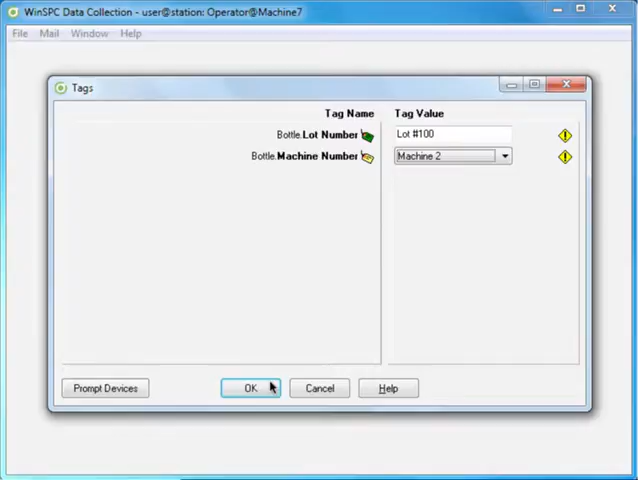 WinSPC Data Collection - user@station: Operator@Machine7
File Mail Window Help
Tags
Tag Name Tag Value
Bottle.Lot Number Lot #100
Bottle.Machine Number Machine 2
Prompt Devices OK Cancel Help